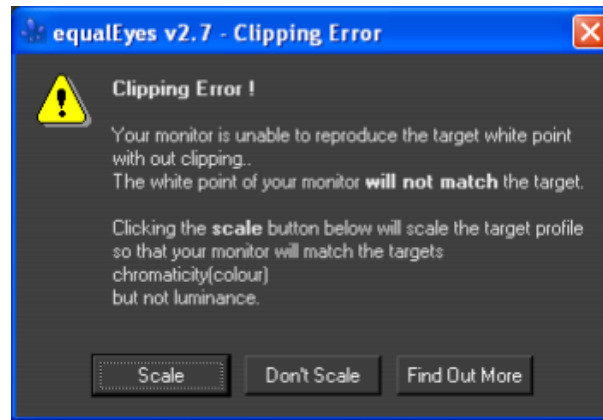 equalEyes v2.7 - Clipping Error
Clipping Error !
Your monitor is unable to reproduce the target white point
with out clipping..
The white point of your monitor will not match the target.
Clicking the scale button below will scale the target profile
so that your monitor will match the targets
chromaticity(colour)
but not luminance.
Scale
Don't Scale
Find Out More